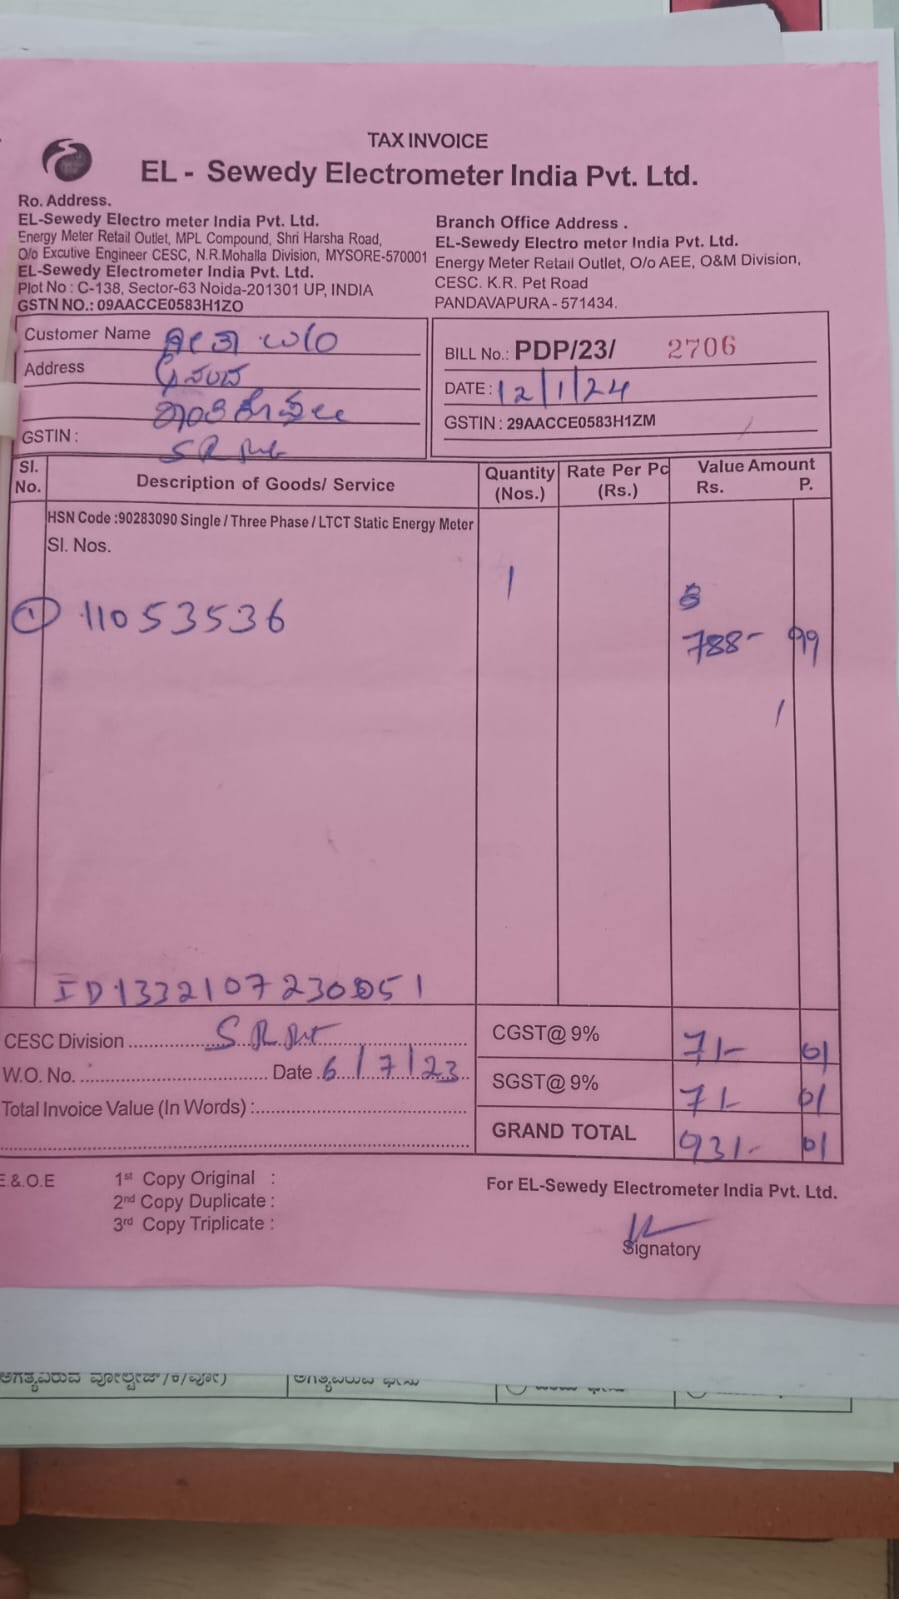 TAX INVOICE
EL - Sewedy Electrometer India Pvt. Ltd.
Ro. Address.
EL-Sewedy Electro meter India Pvt. Ltd.
Energy Meter Retail Outlet, MPL Compound, Shri Harsha Road,
O/o Excutive Engineer CESC, N.R.Mohalla Division, MYSORE-570001
EL-Sewedy Electrometer India Pvt. Ltd.
Plot No : C-138, Sector-63 Noida-201301 UP, INDIA
GSTN NO.: 09AACCE0583H1ZO
Branch Office Address .
EL-Sewedy Electro meter India Pvt. Ltd.
Energy Meter Retail Outlet, O/o AEE, O&M Division,
CESC. K.R. Pet Road
PANDAVAPURA - 571434.
Customer Name
Address
GSTIN :
BILL No.: PDP/23/ 2706
DATE : 12/1/24
GSTIN : 29AACCE0583H1ZM
Sl. No. Description of Goods/ Service Quantity (Nos.) Rate Per Pc (Rs.) Value Amount Rs. P.
HSN Code :90283090 Single / Three Phase / LTCT Static Energy Meter
Sl. Nos.
1
① 11053536
788- 99
CESC Division
W.O. No. Date 6/7/23
Total Invoice Value (In Words) :
CGST@ 9% 71- 01
SGST@ 9% 71- 01
GRAND TOTAL 931- 01
E.&.O.E
1st Copy Original :
2nd Copy Duplicate :
3rd Copy Triplicate :
For EL-Sewedy Electrometer India Pvt. Ltd.
Signatory